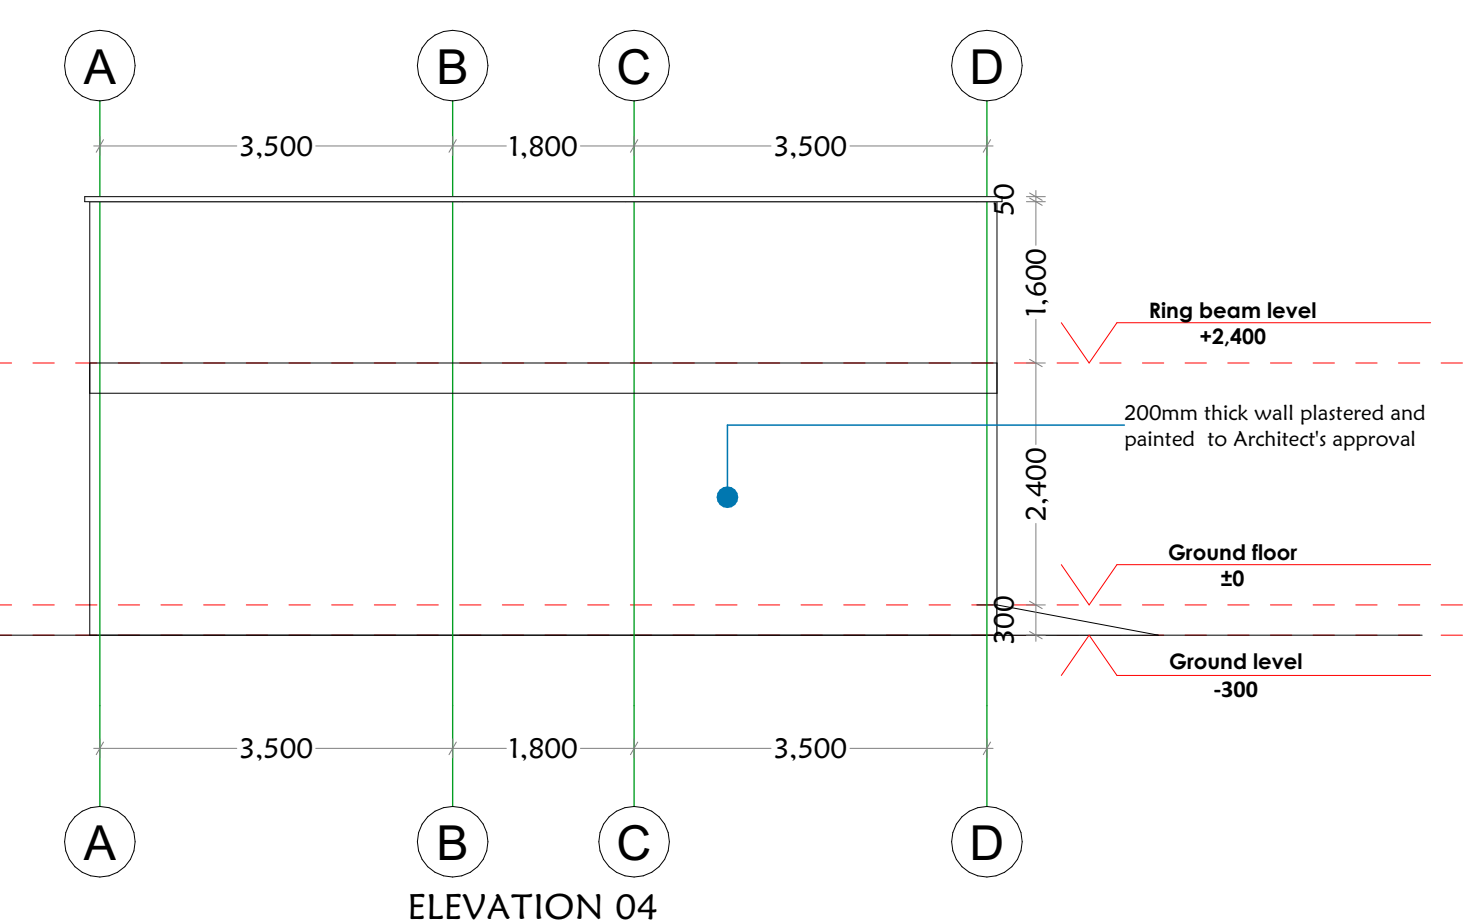 A B C D
3,500 1,800 3,500
50
1,600
Ring beam level
+2,400
200mm thick wall plastered and
painted to Architect's approval
2,400
Ground floor
±0
300
Ground level
-300
3,500 1,800 3,500
A B C D
ELEVATION 04